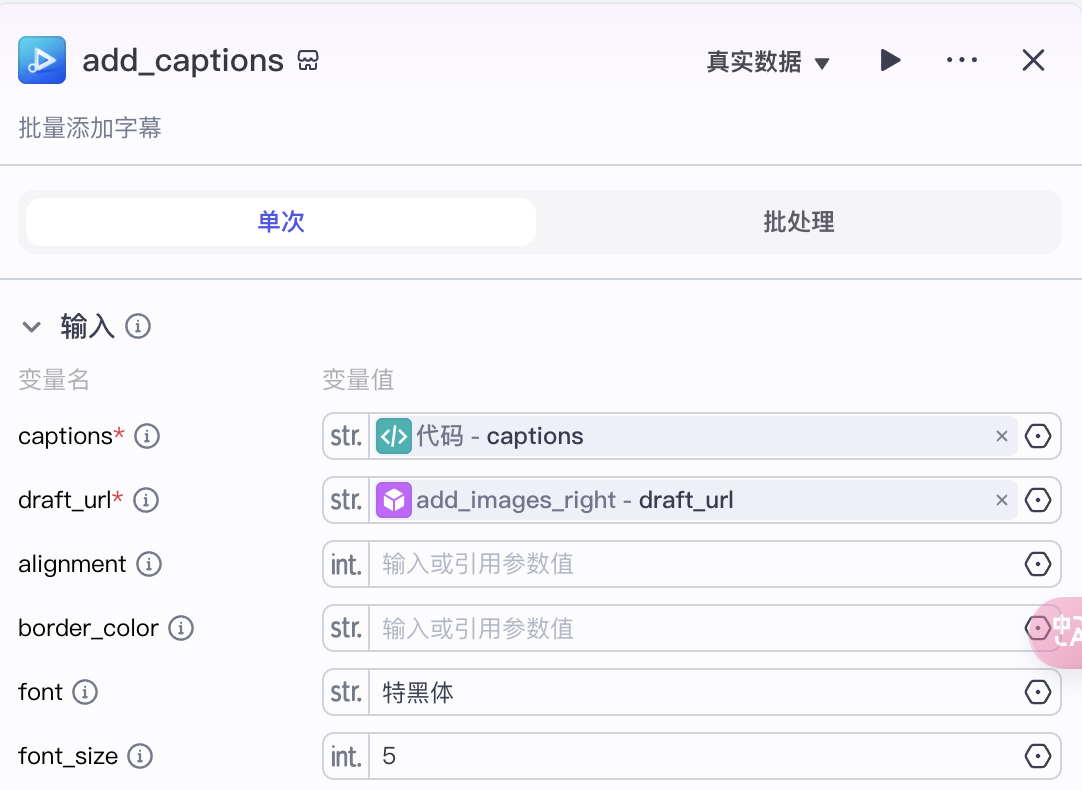 add_captions 真实数据
批量添加字幕
单次 批处理
输入
变量名 变量值
captions* str. 代码 - captions
draft_url* str. add_images_right - draft_url
alignment int. 输入或引用参数值
border_color str. 输入或引用参数值
中 A
font str. 特黑体
font_size int. 5